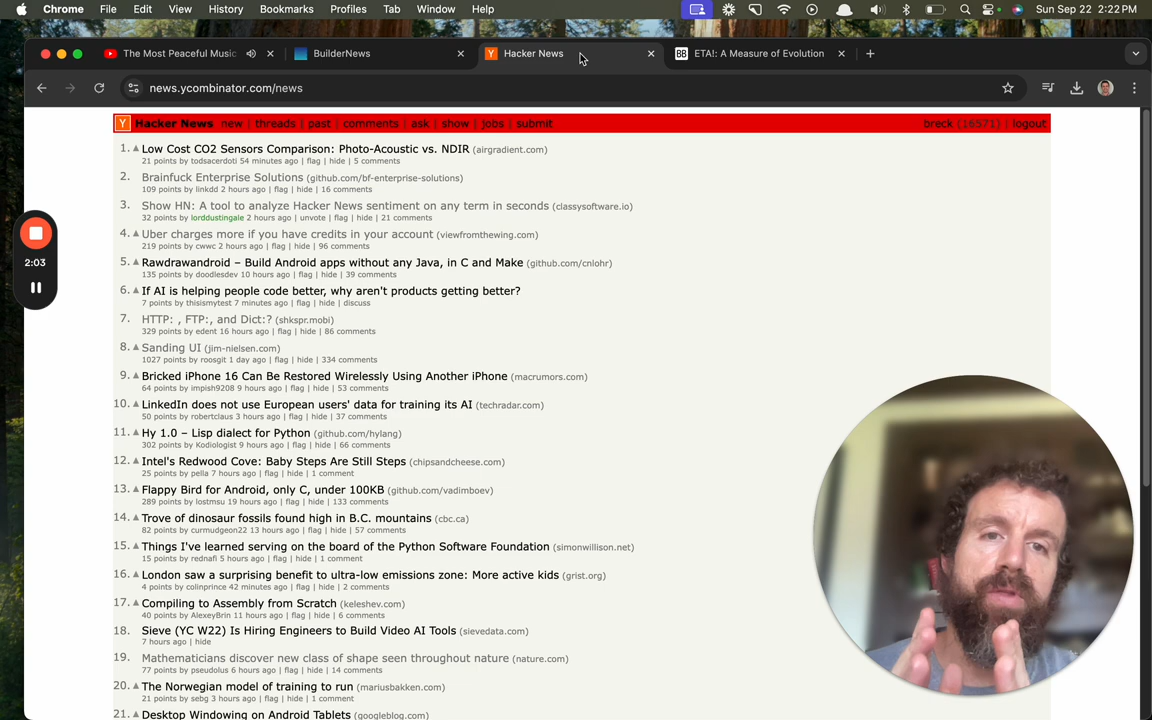 Chrome File Edit View History Bookmarks Profiles Tab Window Help Sun Sep 22 2:22 PM
The Most Peaceful Music BuilderNews Hacker News ETA!: A Measure of Evolution
news.ycombinator.com/news
Y Hacker News new | threads | past | comments | ask | show | jobs | submit breck (16571) | logout
1. Low Cost CO2 Sensors Comparison: Photo-Acoustic vs. NDIR (airgradient.com)
21 points by todsacerdoti 54 minutes ago | flag | hide | 5 comments
2. Brainfuck Enterprise Solutions (github.com/bf-enterprise-solutions)
109 points by linkdd 2 hours ago | flag | hide | 16 comments
3. Show HN: A tool to analyze Hacker News sentiment on any term in seconds (classysoftware.io)
32 points by lorddustingale 2 hours ago | unvote | flag | hide | 21 comments
4. Uber charges more if you have credits in your account (viewfromthewing.com)
219 points by cwwc 2 hours ago | flag | hide | 96 comments
2:03
5. Rawdrawandroid – Build Android apps without any Java, in C and Make (github.com/cnlohr)
135 points by doodlesdev 10 hours ago | flag | hide | 39 comments
6. If AI is helping people code better, why aren't products getting better?
7 points by thisismytest 7 minutes ago | flag | hide | discuss
7. HTTP: , FTP:, and Dict:? (shkspr.mobi)
329 points by edent 16 hours ago | flag | hide | 86 comments
8. Sanding UI (jim-nielsen.com)
1027 points by roosgit 1 day ago | flag | hide | 334 comments
9. Bricked iPhone 16 Can Be Restored Wirelessly Using Another iPhone (macrumors.com)
64 points by impish9208 9 hours ago | flag | hide | 53 comments
10. LinkedIn does not use European users' data for training its AI (techradar.com)
50 points by robertclaus 3 hours ago | flag | hide | 37 comments
11. Hy 1.0 – Lisp dialect for Python (github.com/hylang)
302 points by Kodiologist 9 hours ago | flag | hide | 66 comments
12. Intel's Redwood Cove: Baby Steps Are Still Steps (chipsandcheese.com)
25 points by pella 7 hours ago | flag | hide | 1 comment
13. Flappy Bird for Android, only C, under 100KB (github.com/vadimboev)
289 points by lostmsu 19 hours ago | flag | hide | 133 comments
14. Trove of dinosaur fossils found high in B.C. mountains (cbc.ca)
82 points by curmudgeon22 13 hours ago | flag | hide | 57 comments
15. Things I've learned serving on the board of the Python Software Foundation (simonwillison.net)
15 points by rednafi 5 hours ago | flag | hide | 1 comment
16. London saw a surprising benefit to ultra-low emissions zone: More active kids (grist.org)
4 points by colinprince 42 minutes ago | flag | hide | 2 comments
17. Compiling to Assembly from Scratch (keleshev.com)
40 points by AlexeyBrin 11 hours ago | flag | hide | 6 comments
18. Sieve (YC W22) Is Hiring Engineers to Build Video AI Tools (sievedata.com)
7 hours ago | hide
19. Mathematicians discover new class of shape seen throughout nature (nature.com)
77 points by pseudolus 6 hours ago | flag | hide | 14 comments
20. The Norwegian model of training to run (mariusbakken.com)
21 points by sebg 3 hours ago | flag | hide | 1 comment
21. Desktop Windowing on Android Tablets (googleblog.com)